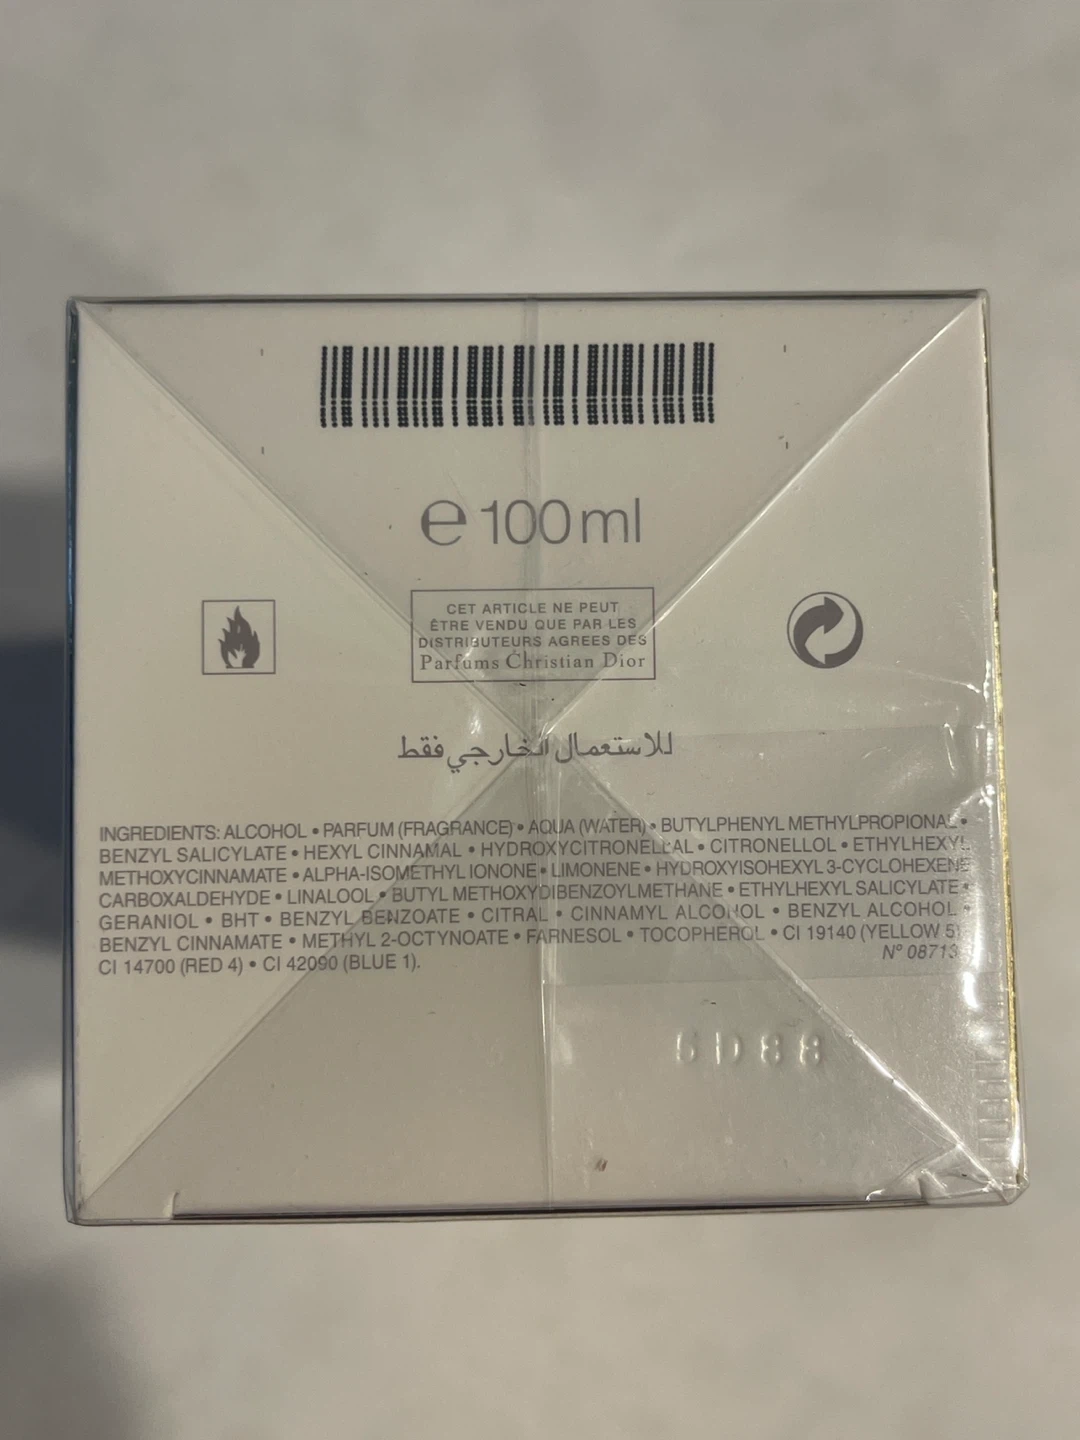 ℮ 100ml
CET ARTICLE NE PEUT
ÊTRE VENDU QUE PAR LES
DISTRIBUTEURS AGREES DES
Parfums Christian Dior
للاستعمال الخارجي فقط
INGREDIENTS: ALCOHOL • PARFUM (FRAGRANCE) • AQUA (WATER) • BUTYLPHENYL METHYLPROPIONAL •
BENZYL SALICYLATE • HEXYL CINNAMAL • HYDROXYCITRONELLAL • CITRONELLOL • ETHYLHEXYL
METHOXYCINNAMATE • ALPHA-ISOMETHYL IONONE • LIMONENE • HYDROXYISOHEXYL 3-CYCLOHEXENE
CARBOXALDEHYDE • LINALOOL • BUTYL METHOXYDIBENZOYLMETHANE • ETHYLHEXYL SALICYLATE •
GERANIOL • BHT • BENZYL BENZOATE • CITRAL • CINNAMYL ALCOHOL • BENZYL ALCOHOL •
BENZYL CINNAMATE • METHYL 2-OCTYNOATE • FARNESOL • TOCOPHEROL • CI 19140 (YELLOW 5)
CI 14700 (RED 4) • CI 42090 (BLUE 1).
N° 08713
5D88